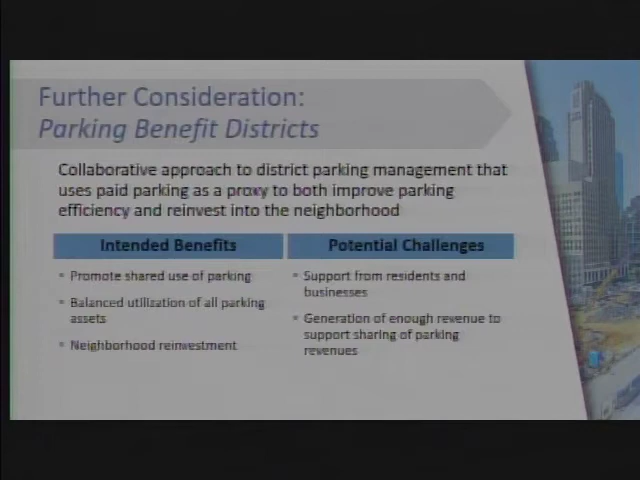 Further Consideration:
Parking Benefit Districts
Collaborative approach to district parking management that
uses paid parking as a proxy to both improve parking
efficiency and reinvest into the neighborhood
Intended Benefits
Potential Challenges
Promote shared use of parking
Balanced utilization of all parking
assets
Neighborhood reinvestment
Support from residents and
businesses
Generation of enough revenue to
support sharing of parking
revenues